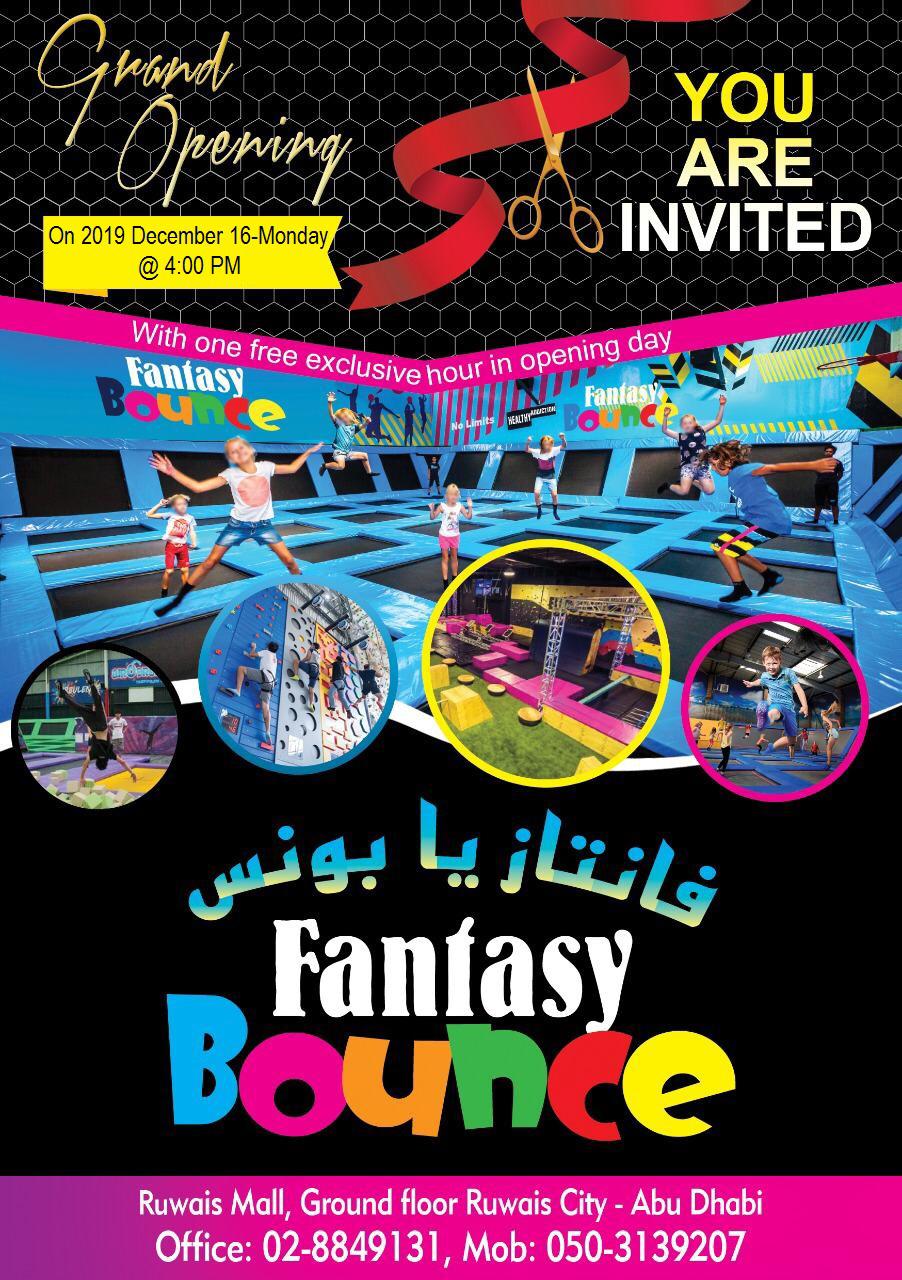 Grand
Opening
YOU
ARE
INVITED
On 2019 December 16-Monday
@ 4:00 PM
With one free exclusive hour in opening day
Fantasy
Bounce
No Limits
HEALTHY ADDICTION
Fantasy
Bounce
فانتازيا بونس
Fantasy
Bounce
Ruwais Mall, Ground floor Ruwais City - Abu Dhabi
Office: 02-8849131, Mob: 050-3139207